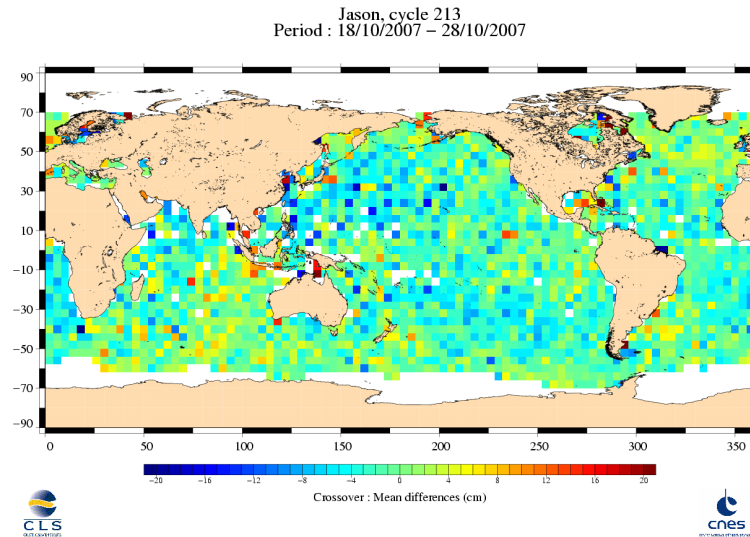 Jason, cycle 213
Period : 18/10/2007 – 28/10/2007
90
70
50
30
10
−10
−30
−50
−70
−90
0 50 100 150 200 250 300 350
−20 −16 −12 −8 −4 0 4 8 12 16 20
Crossover : Mean differences (cm)
CLS
cnes